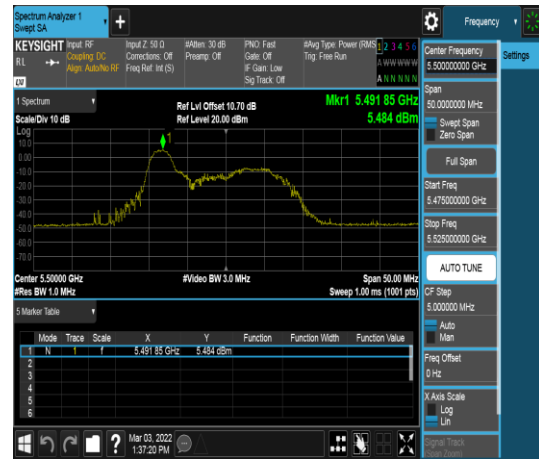 Spectrum Analyzer 1
Swept SA
+
Frequency
KEYSIGHT
RL
LXI
Input: RF
Coupling: DC
Align: Auto/No RF
Input Z: 50 Ω
Corrections: Off
Freq Ref: Int (S)
#Atten: 30 dB
Preamp: Off
PNO: Fast
Gate: Off
IF Gain: Low
Sig Track: Off
#Avg Type: Power (RMS)
Trig: Free Run
1 2 3 4 5 6
A W W W W W
A N N N N N
Center Frequency
5.500000000 GHz
Settings
Span
50.0000000 MHz
Swept Span
Zero Span
Full Span
Start Freq
5.475000000 GHz
Stop Freq
5.525000000 GHz
AUTO TUNE
CF Step
5.000000 MHz
Auto
Man
Freq Offset
0 Hz
X Axis Scale
Log
Lin
Signal Track
(Span Zoom)
1 Spectrum
Scale/Div 10 dB
Ref Lvl Offset 10.70 dB
Ref Level 20.00 dBm
Mkr1 5.491 85 GHz
5.484 dBm
Log
10.0
0.00
-10.0
-20.0
-30.0
-40.0
-50.0
-60.0
-70.0
1
Center 5.50000 GHz
#Res BW 1.0 MHz
#Video BW 3.0 MHz
Span 50.00 MHz
Sweep 1.00 ms (1001 pts)
5 Marker Table
Mode Trace Scale X Y Function Function Width Function Value
1 N 1 f 5.491 85 GHz 5.484 dBm
2
3
4
5
6
?
Mar 03, 2022
1:37:20 PM